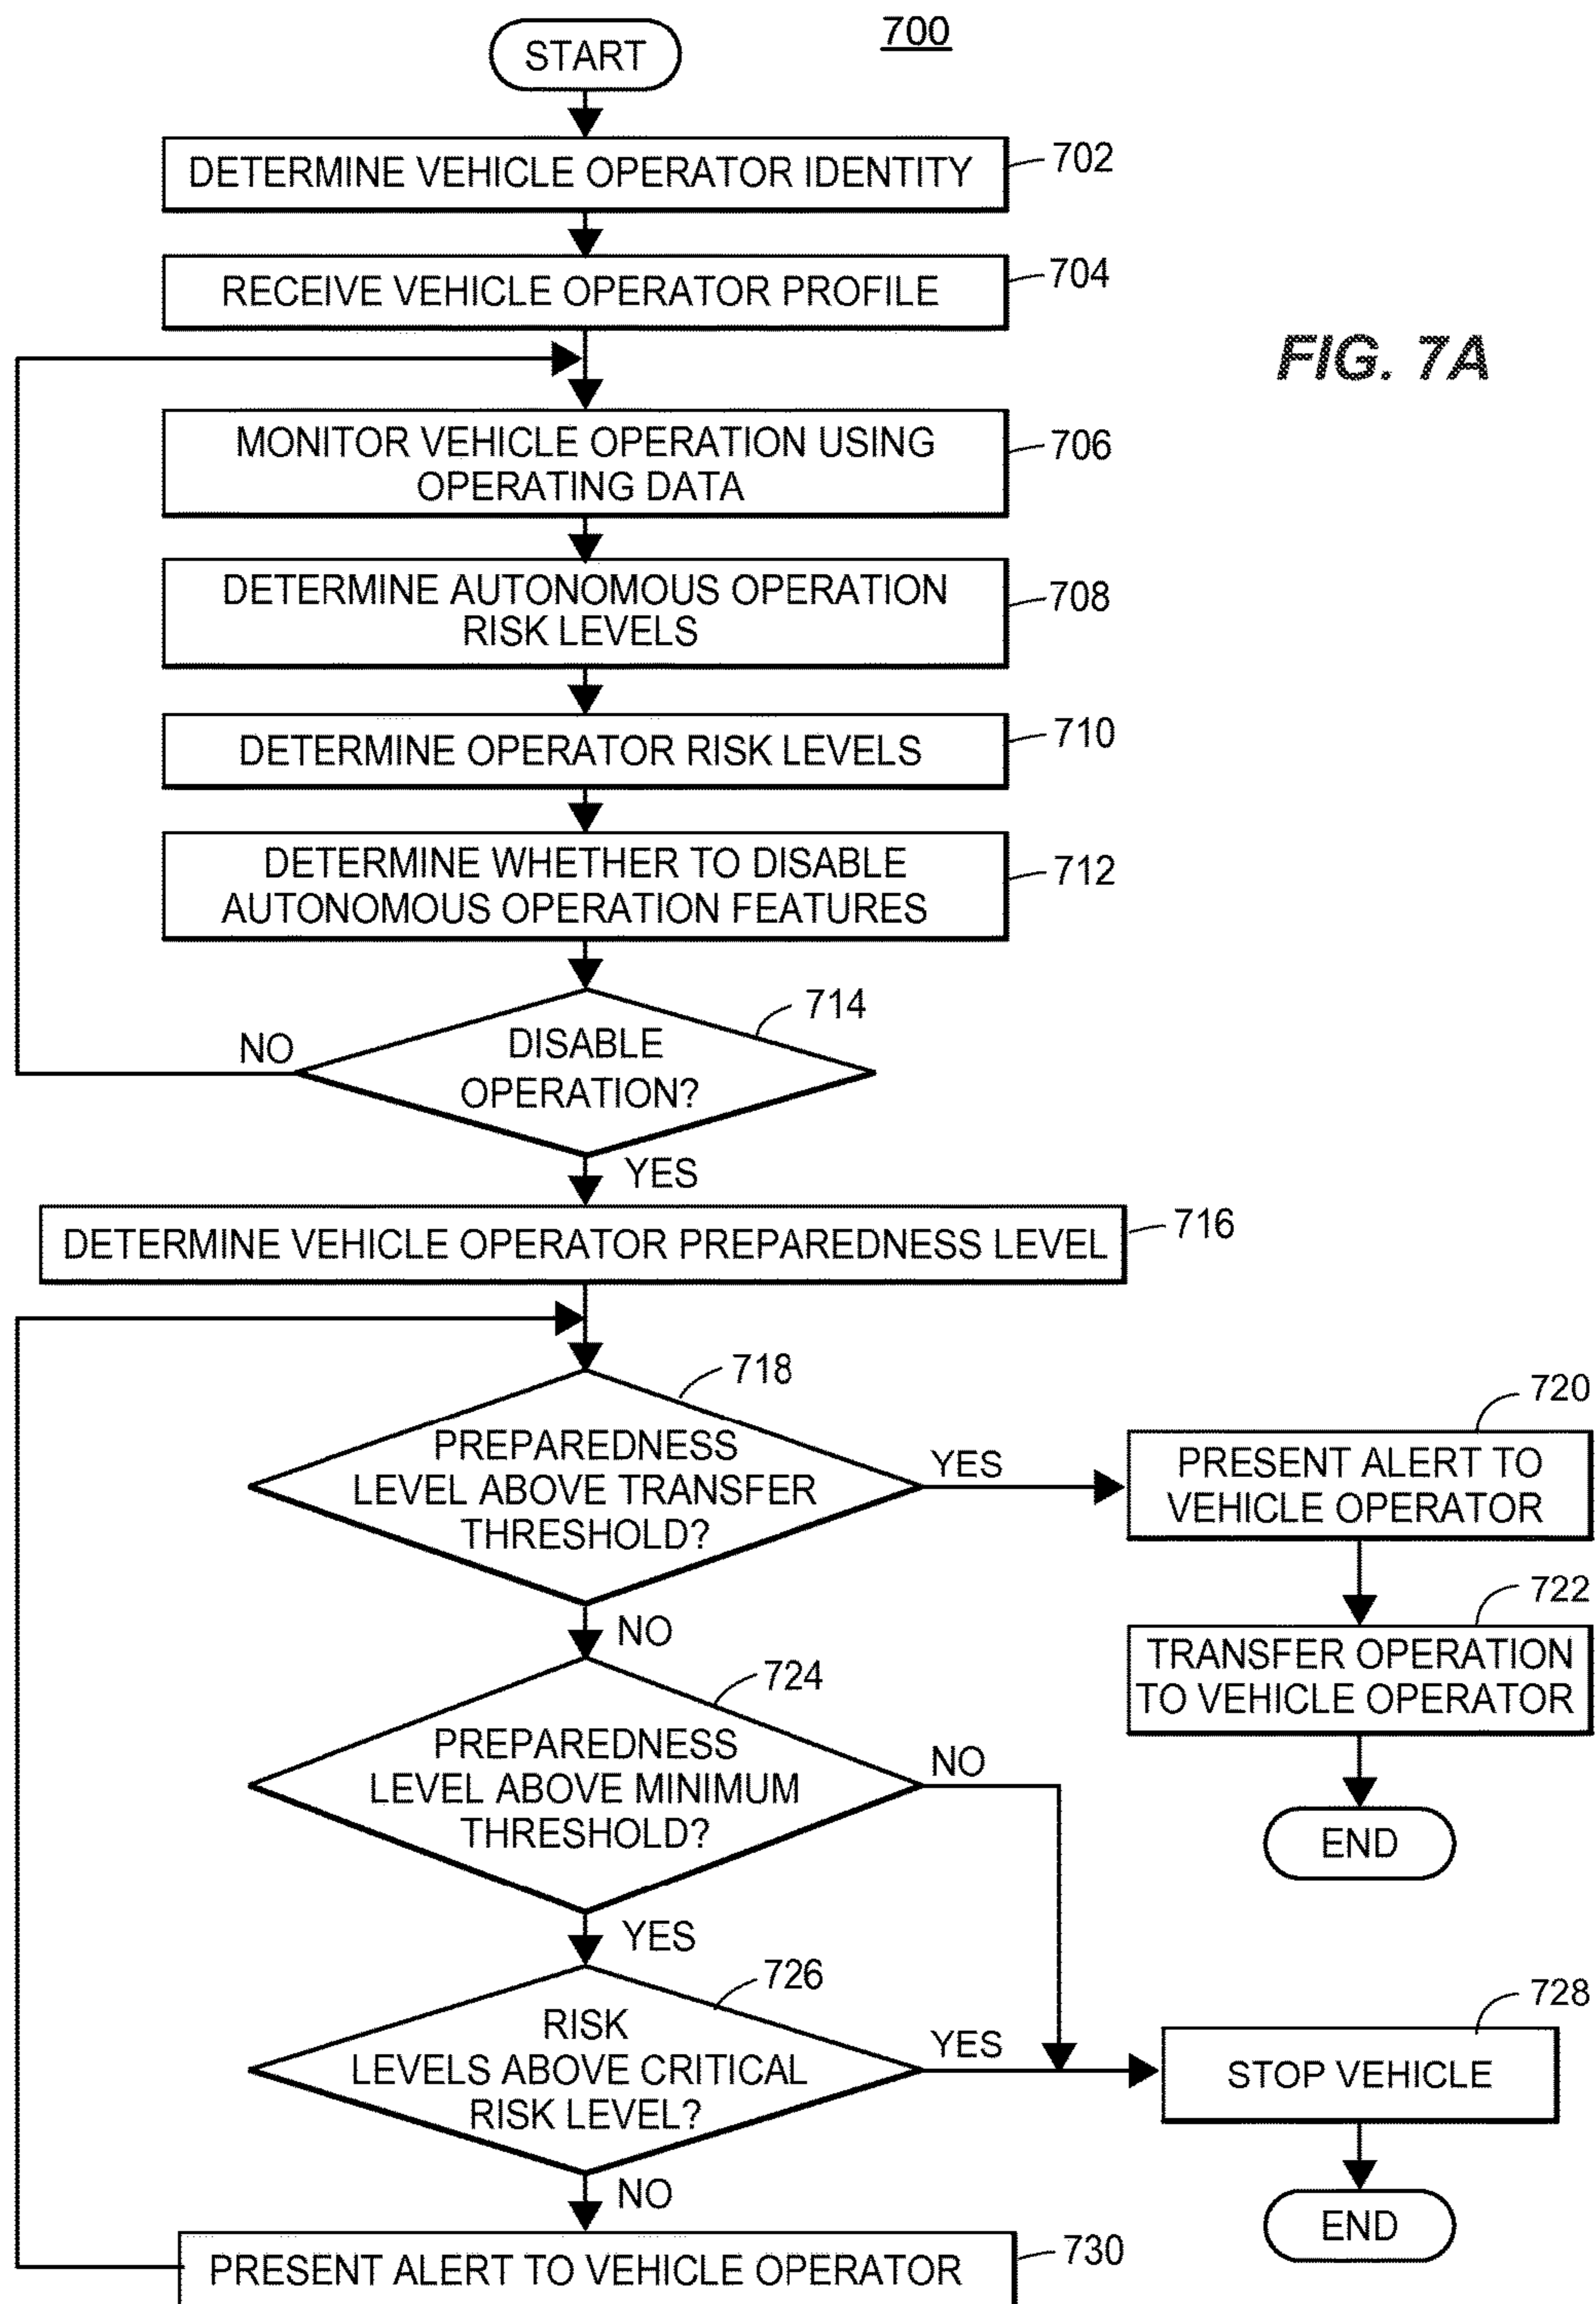 700
START
DETERMINE VEHICLE OPERATOR IDENTITY
702
RECEIVE VEHICLE OPERATOR PROFILE
704
FIG. 7A
MONITOR VEHICLE OPERATION USING
OPERATING DATA
706
DETERMINE AUTONOMOUS OPERATION
RISK LEVELS
708
DETERMINE OPERATOR RISK LEVELS
710
DETERMINE WHETHER TO DISABLE
AUTONOMOUS OPERATION FEATURES
712
714
DISABLE
OPERATION?
NO
YES
DETERMINE VEHICLE OPERATOR PREPAREDNESS LEVEL
716
718
PREPAREDNESS
LEVEL ABOVE TRANSFER
THRESHOLD?
YES
NO
720
PRESENT ALERT TO
VEHICLE OPERATOR
722
TRANSFER OPERATION
TO VEHICLE OPERATOR
END
724
PREPAREDNESS
LEVEL ABOVE MINIMUM
THRESHOLD?
NO
YES
726
RISK
LEVELS ABOVE CRITICAL
RISK LEVEL?
YES
NO
728
STOP VEHICLE
END
PRESENT ALERT TO VEHICLE OPERATOR
730